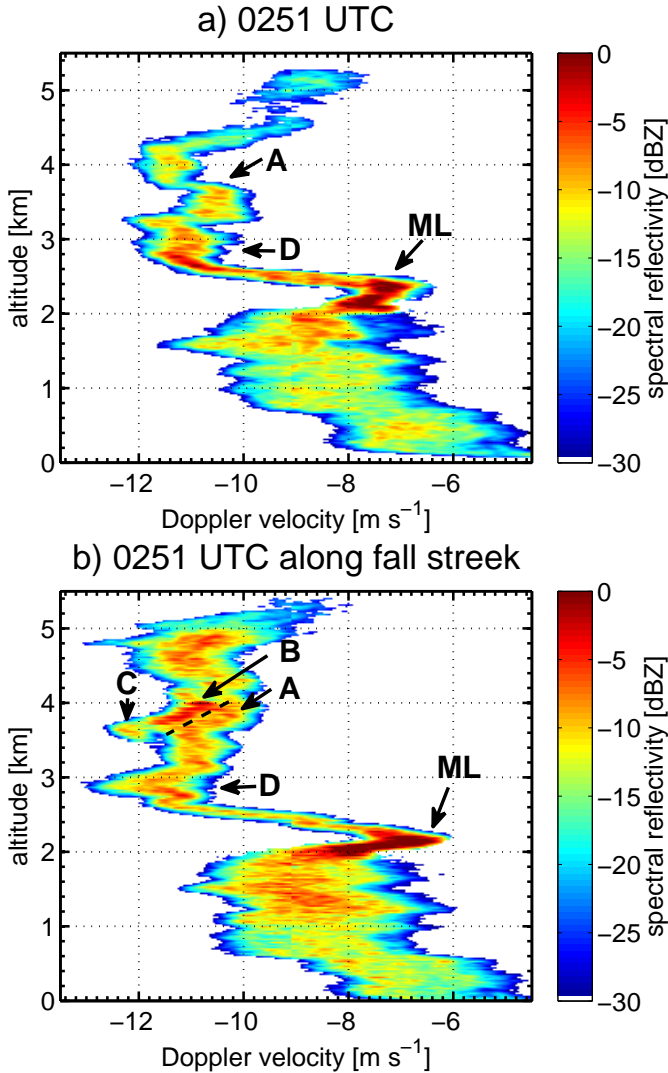 a) 0251 UTC
altitude [km]
5
4
3
2
1
0
A
D
ML
−12
−10
−8
−6
Doppler velocity [m s⁻¹]
0
−5
−10
−15
−20
−25
−30
spectral reflectivity [dBZ]
b) 0251 UTC along fall streek
altitude [km]
5
4
3
2
1
0
B
C
A
D
ML
−12
−10
−8
−6
Doppler velocity [m s⁻¹]
0
−5
−10
−15
−20
−25
−30
spectral reflectivity [dBZ]